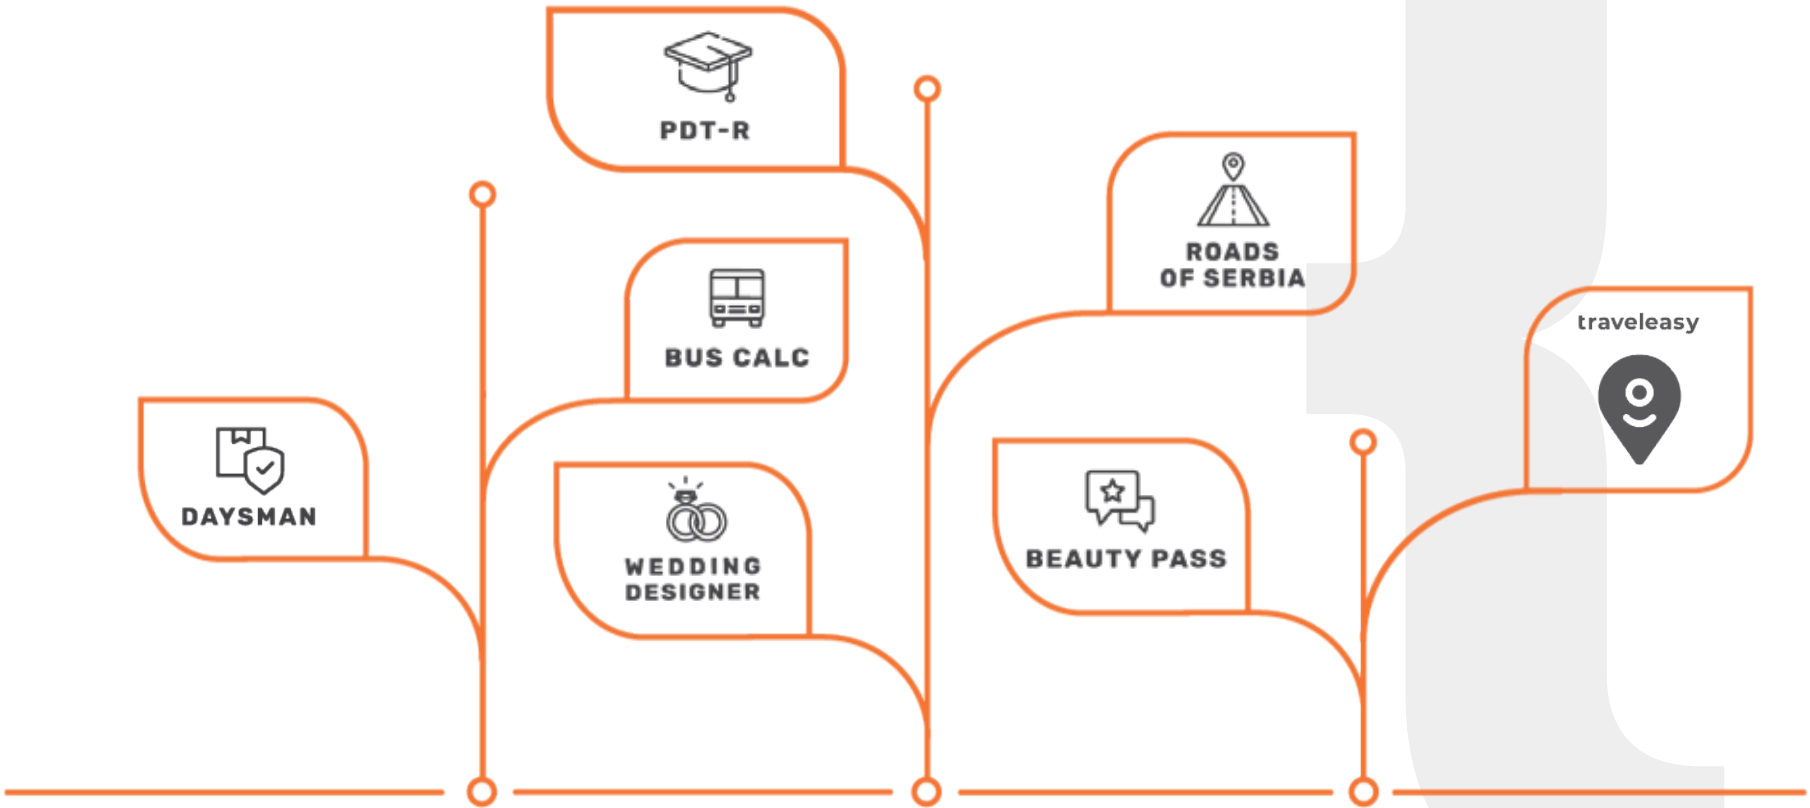 PDT-R
ROADS
OF SERBIA
traveleasy
BUS CALC
DAYSMAN
WEDDING
DESIGNER
BEAUTY PASS